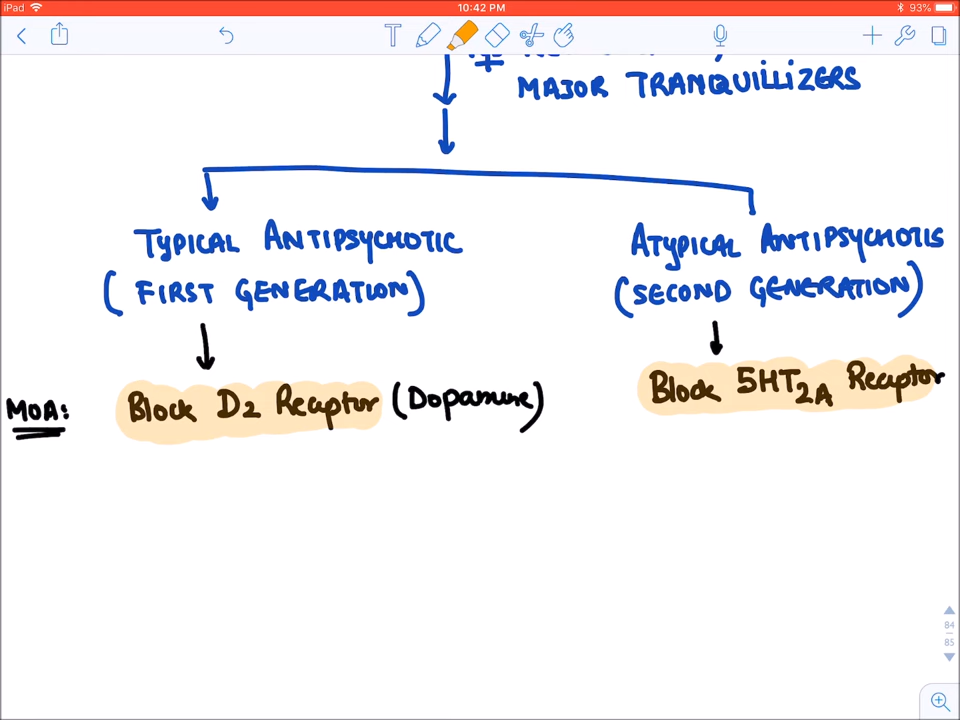 iPad 10:42 PM 93%
T
MAJOR TRANQUILLIZERS
TYPICAL ANTIPSYCHOTIC
(FIRST GENERATION)
ATYPICAL ANTIPSYCHOTIS
(SECOND GENERATION)
MOA: Block D2 Receptor (Dopamine)
Block 5HT2A Receptor
84
85